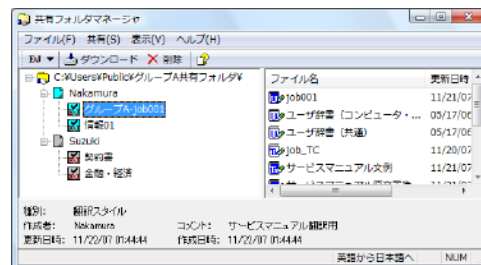 共有フォルダマネージャ
ファイル(F) 共有(S) 表示(V) ヘルプ(H)
EJ ▼ ダウンロード 削除
C:¥Users¥Public¥グループA共有フォルダ¥
Nakamura
グループA-job001
情報01
Suzuki
契約書
金融・経済
ファイル名 更新日時
job001 11/21/07
ユーザ辞書（コンピュータ・... 05/17/06
ユーザ辞書（共通） 05/17/06
job_TC 11/20/07
サービスマニュアル文例 11/21/07
種別: 翻訳スタイル
作成者: Nakamura コメント: サービスマニュアル翻訳用
更新日時: 11/22/07 01:44:44 作成日時: 11/22/07 01:44:44
英語から日本語へ NUM